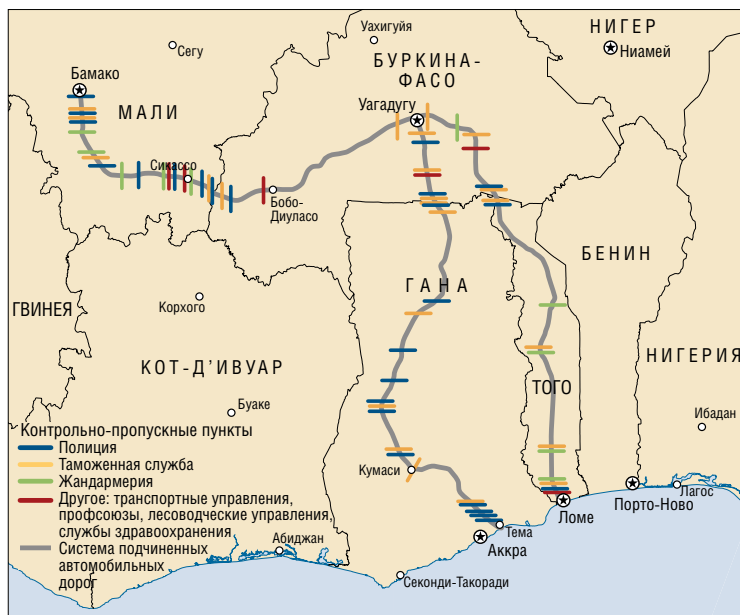 НИГЕР
Уахигуйя
Ниамей
Сегу
БУРКИНА-
ФАСО
Бамако
МАЛИ
Уагадугу
Сикассо
Бобо-
Диуласо
БЕНИН
ГАНА
ГВИНЕЯ
Корхого
НИГЕРИЯ
КОТ-Д'ИВУАР
ТОГО
Буаке
Ибадан
Контрольно-пропускные пункты
Полиция
Таможенная служба
Жандармерия
Другое: транспортные управления,
профсоюзы, лесоводческие управления,
службы здравоохранения
Система подчиненных
автомобильных
дорог
Кумаси
Лагос
Порто-Ново
Ломе
Тема
Аккра
Абиджан
Секонди-Такоради